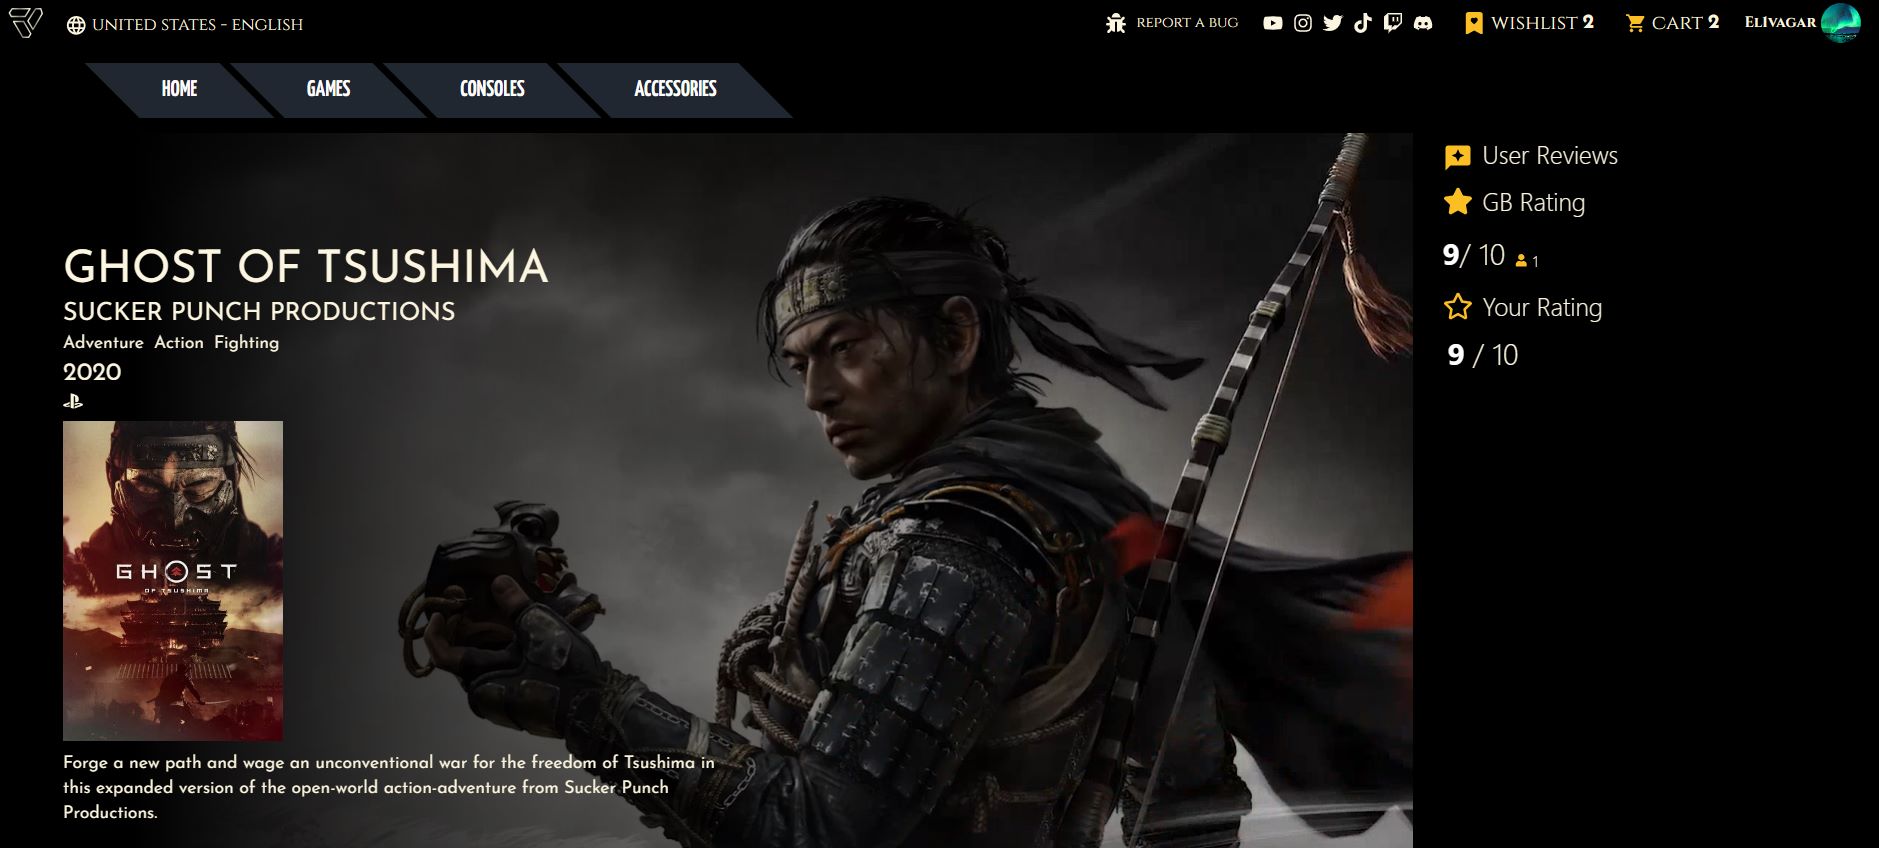 UNITED STATES - ENGLISH
REPORT A BUG
WISHLIST 2
CART 2
ELIVAGAR
HOME
GAMES
CONSOLES
ACCESSORIES
GHOST OF TSUSHIMA
SUCKER PUNCH PRODUCTIONS
Adventure Action Fighting
2020
GHOST
OF TSUSHIMA
Forge a new path and wage an unconventional war for the freedom of Tsushima in
this expanded version of the open-world action-adventure from Sucker Punch
Productions.
User Reviews
GB Rating
9/ 10 1
Your Rating
9 / 10